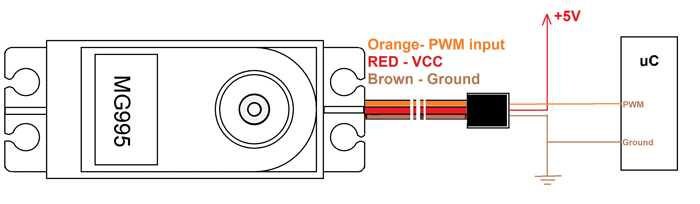 +5V
Orange- PWM input
RED - VCC
Brown - Ground
MG995
uC
PWM
Ground